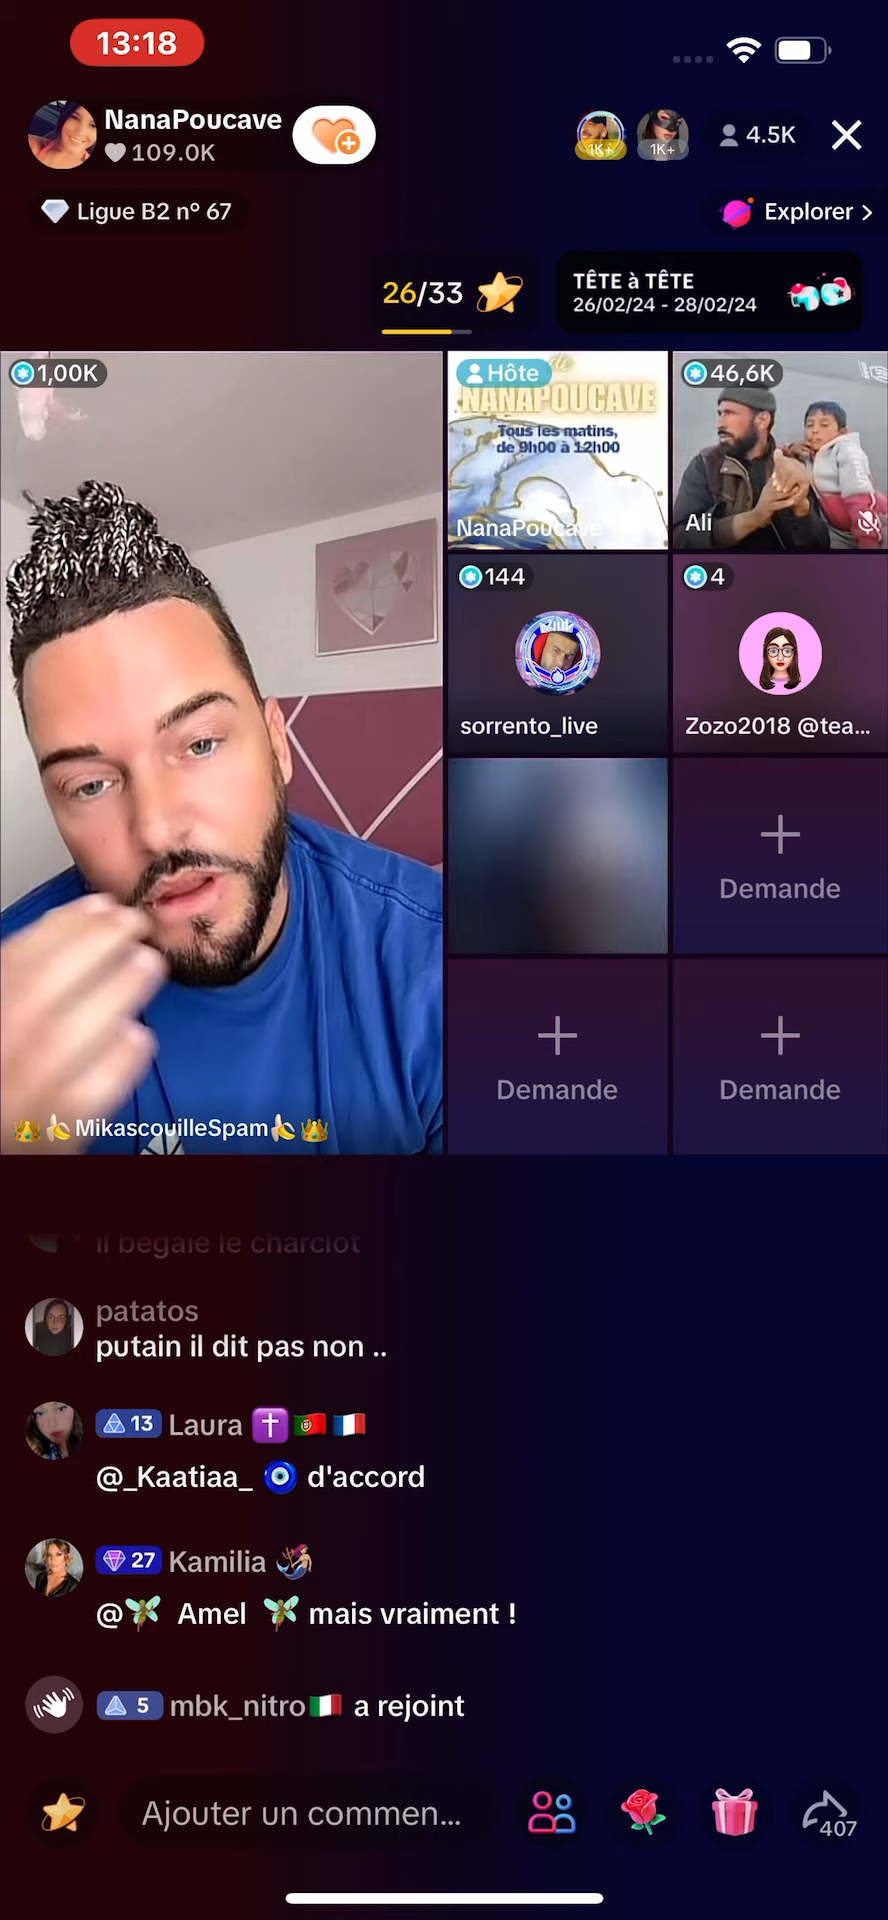 13:18
NanaPoucave
109.0K
1K+
1K+
4.5K
Ligue B2 nº 67
Explorer >
26/33
TÊTE à TÊTE
26/02/24 - 28/02/24
1,00K
Hôte
de
NANAPOUCAVE
Tous les matins,
de 9h00 à 12h00
NanaPoucave
46,6K
Ali
144
sorrento_live
4
Zozo2018 @tea...
Demande
Demande
Demande
MikascouilleSpam
il bégaie le charclot
patatos
putain il dit pas non ..
13 Laura
@_Kaatiaa_ d'accord
27 Kamilia
@ Amel mais vraiment !
5 mbk_nitro a rejoint
Ajouter un commen...
407